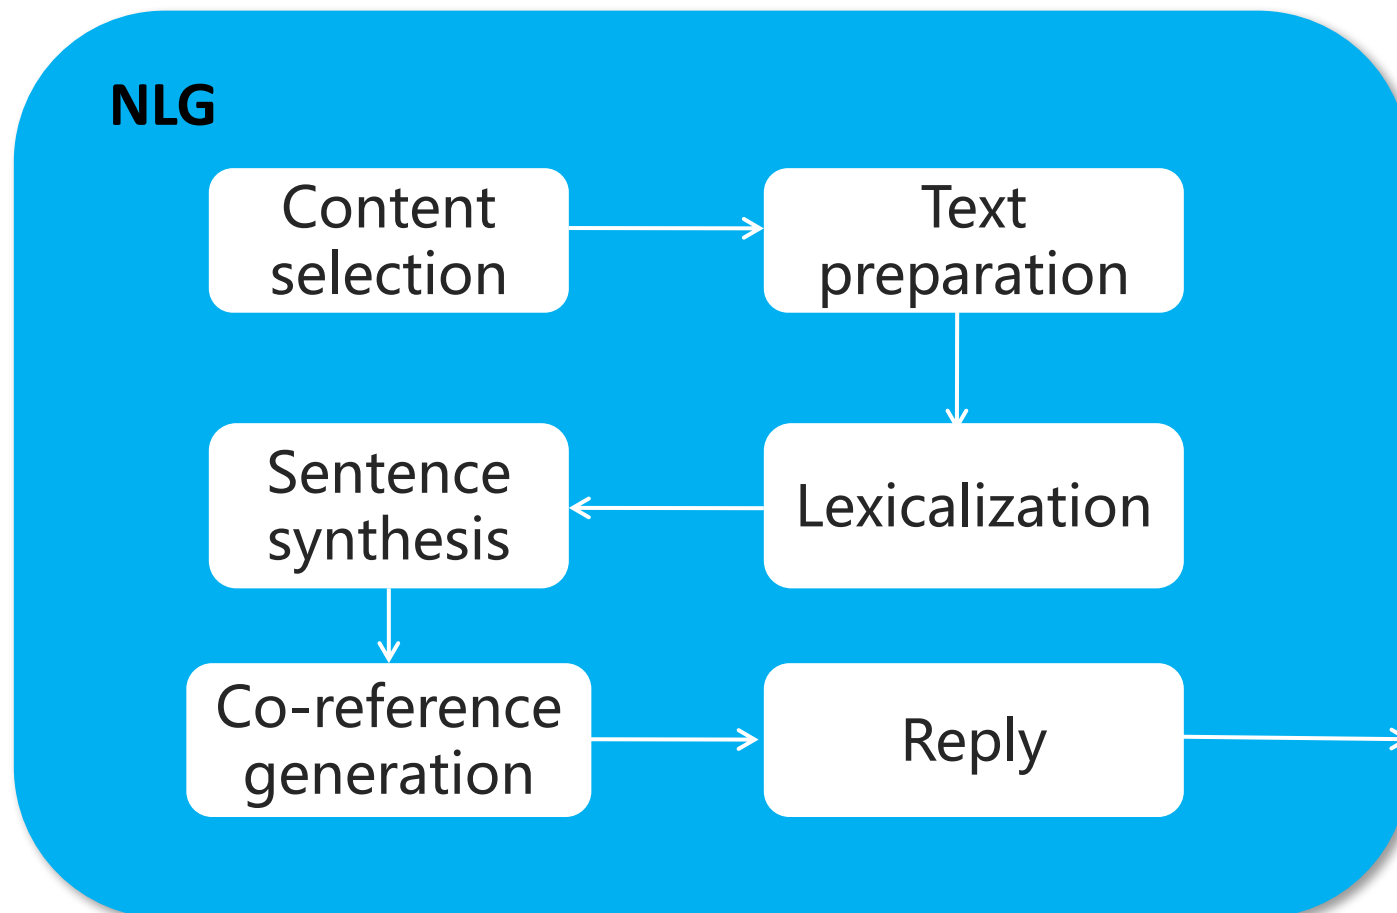 NLG
Content
selection
Text
preparation
Lexicalization
Sentence
synthesis
Co-reference
generation
Reply